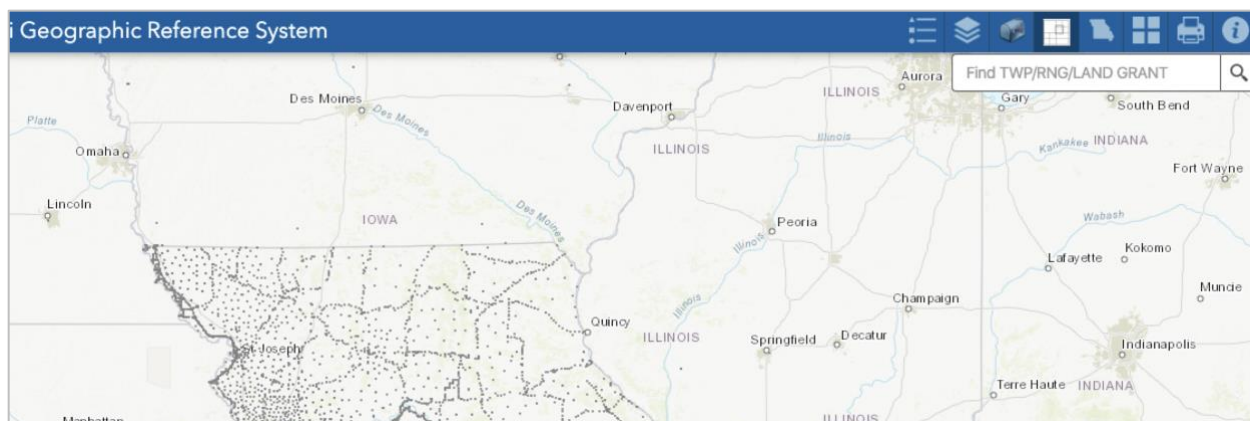 i Geographic Reference System
Find TWP/RNG/LAND GRANT
Aurora
ILLINOIS
Gary
South Bend
Des Moines
Des Moines
Davenport
Platte
Illinois
INDIANA
Kankakee
Omaha
ILLINOIS
Fort Wayne
Lincoln
IOWA
Des Moines
Peoria
Wabash
Illinois
Kokomo
Lafayette
Muncie
Illinois
Champaign
Quincy
ILLINOIS
Springfield
Decatur
Indianapolis
St Joseph
Terre Haute
INDIANA
Manhattan
ILLINOIS